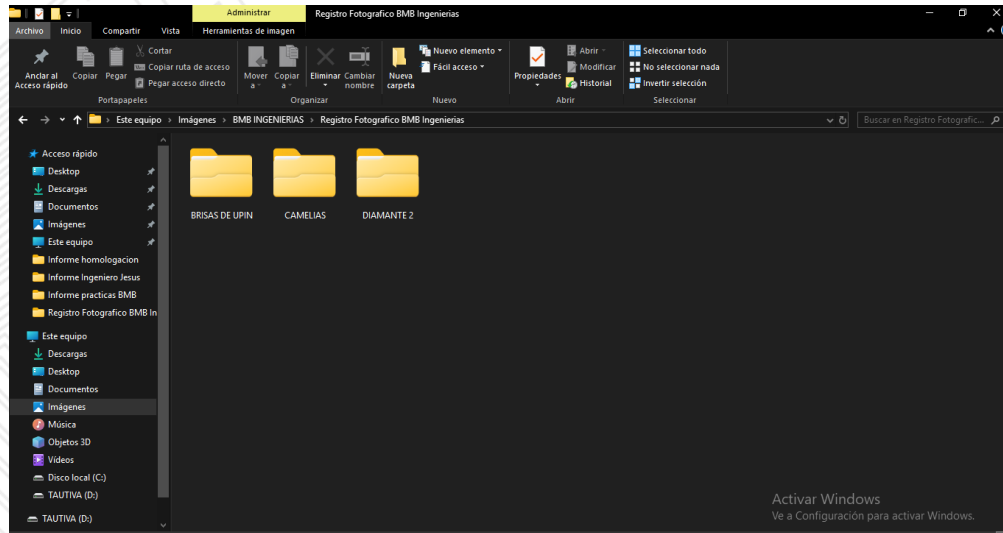 Administrar
Registro Fotografico BMB Ingenierias
Archivo Inicio Compartir Vista Herramientas de imagen
Anclar al Acceso rápido
Copiar
Pegar
Cortar
Copiar ruta de acceso
Pegar acceso directo
Mover a
Copiar a
Eliminar
Cambiar nombre
Nueva carpeta
Nuevo elemento
Fácil acceso
Propiedades
Abrir
Modificar
Historial
Seleccionar todo
No seleccionar nada
Invertir selección
Portapapeles Organizar Nuevo Abrir Seleccionar
Este equipo > Imágenes > BMB INGENIERIAS > Registro Fotografico BMB Ingenierias
Buscar en Registro Fotografic...
Acceso rápido
Desktop
Descargas
Documentos
Imágenes
Este equipo
Informe homologacion
Informe Ingeniero Jesus
Informe practicas BMB
Registro Fotografico BMB In
Este equipo
Descargas
Desktop
Documentos
Imágenes
Música
Objetos 3D
Vídeos
Disco local (C:)
TAUTIVA (D:)
TAUTIVA (D:)
BRISAS DE UPIN
CAMELIAS
DIAMANTE 2
Activar Windows
Ve a Configuración para activar Windows.